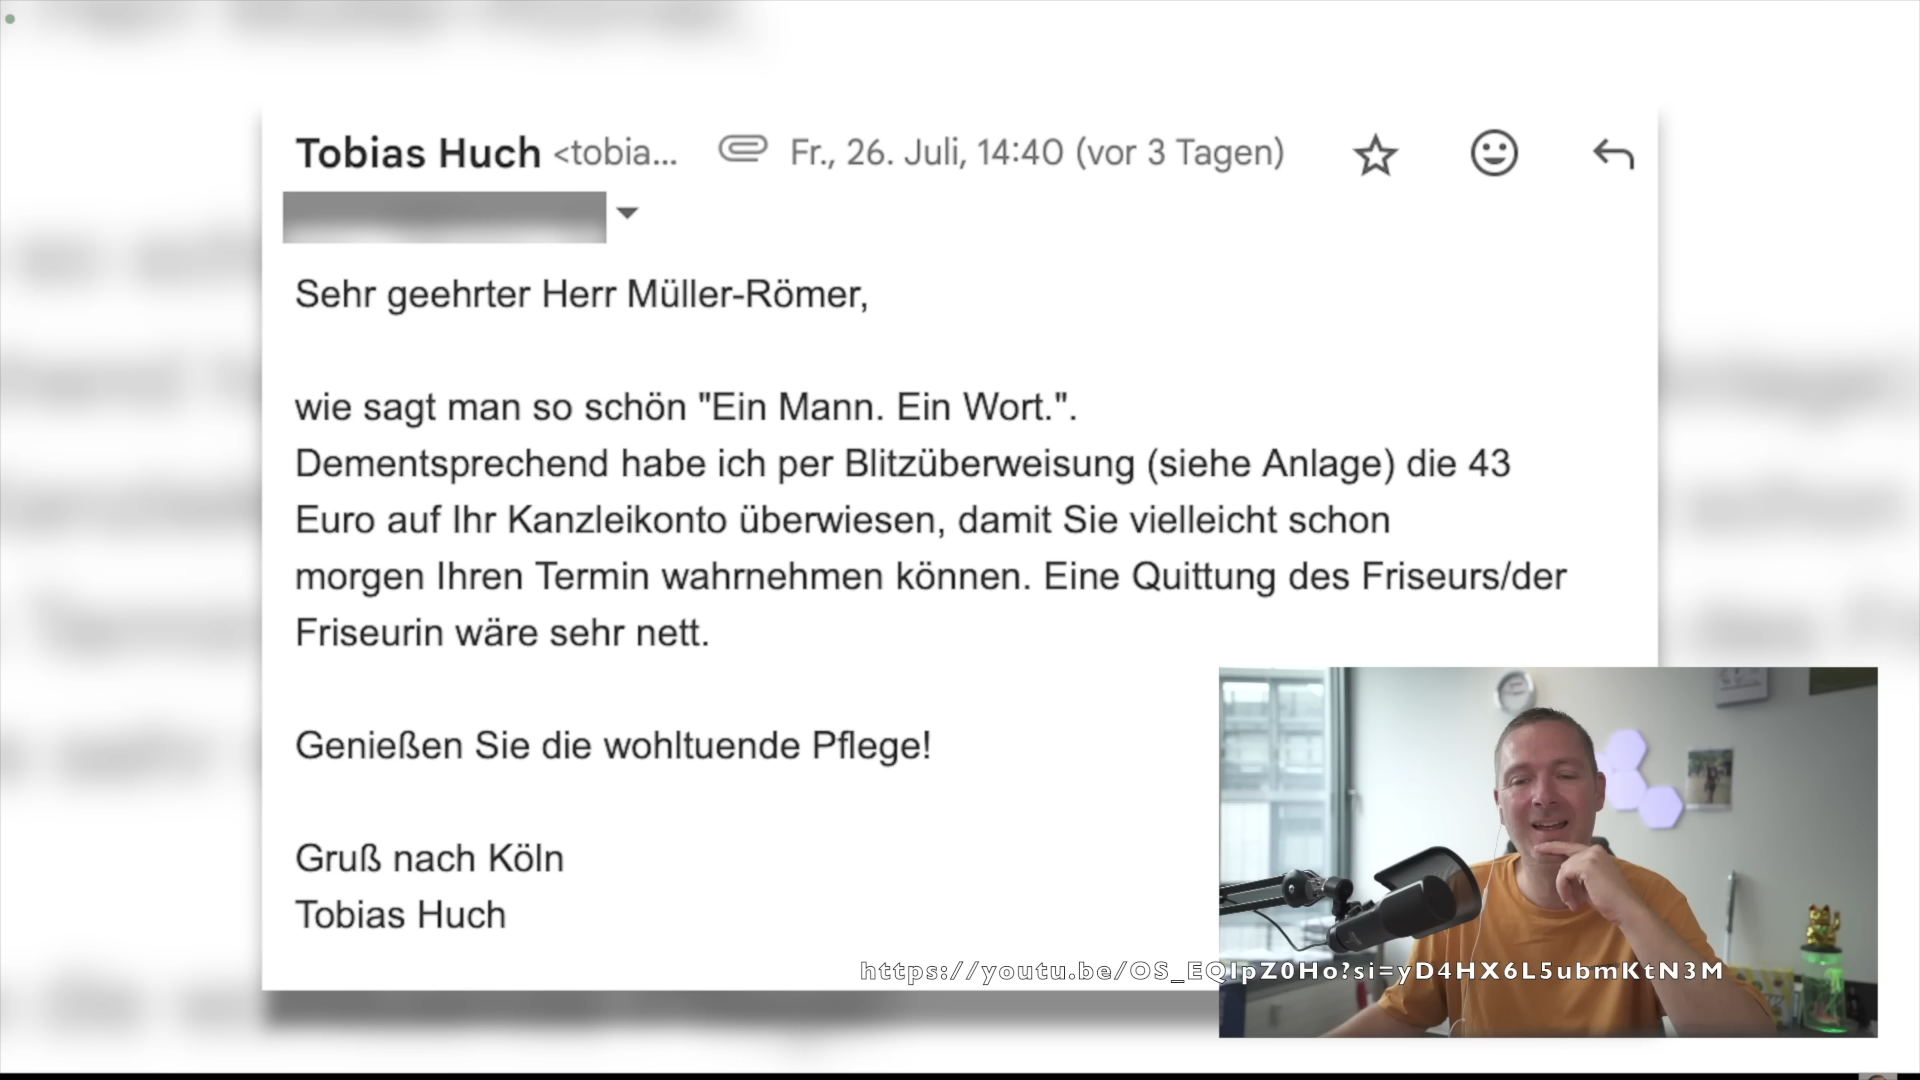 Tobias Huch <tobia... Fr., 26. Juli, 14:40 (vor 3 Tagen)
Sehr geehrter Herr Müller-Römer,
wie sagt man so schön "Ein Mann. Ein Wort.".
Dementsprechend habe ich per Blitzüberweisung (siehe Anlage) die 43
Euro auf Ihr Kanzleikonto überwiesen, damit Sie vielleicht schon
morgen Ihren Termin wahrnehmen können. Eine Quittung des Friseurs/der
Friseurin wäre sehr nett.
Genießen Sie die wohltuende Pflege!
Gruß nach Köln
Tobias Huch
https://youtu.be/OS_EQIpZ0Ho?si=yD4HX6L5ubmKtN3M